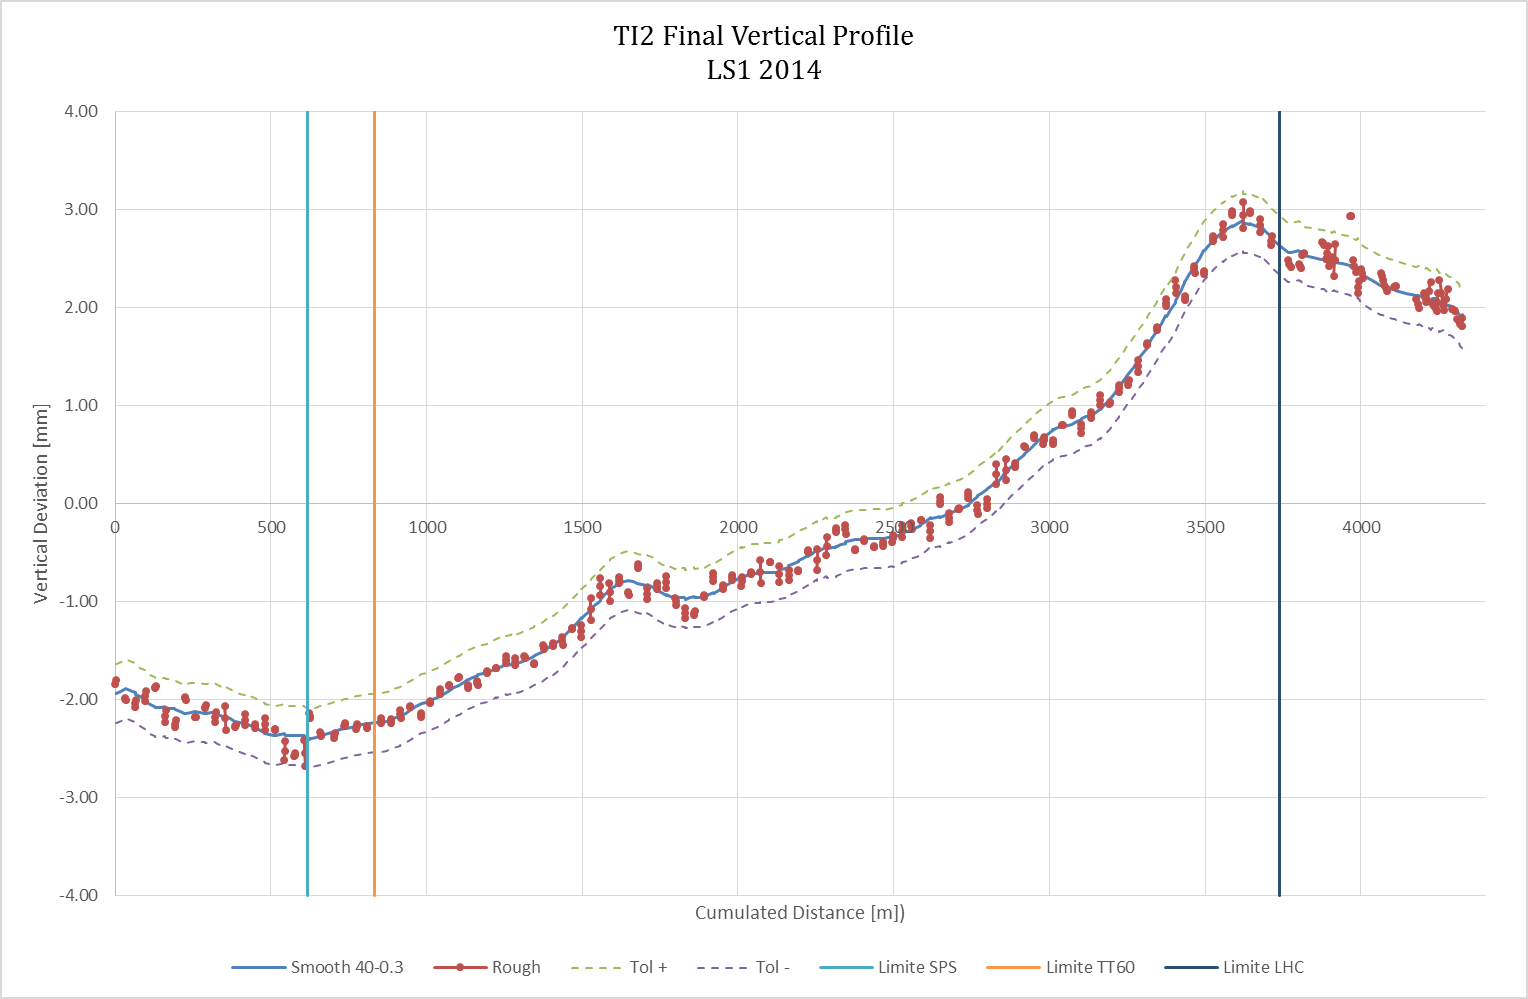 TI2 Final Vertical Profile
LS1 2014
4.00
3.00
2.00
1.00
0.00
-1.00
-2.00
-3.00
-4.00
Vertical Deviation [mm]
0 500 1000 1500 2000 2500 3000 3500 4000
Cumulated Distance [m])
Smooth 40-0.3 Rough Tol + Tol - Limite SPS Limite TT60 Limite LHC